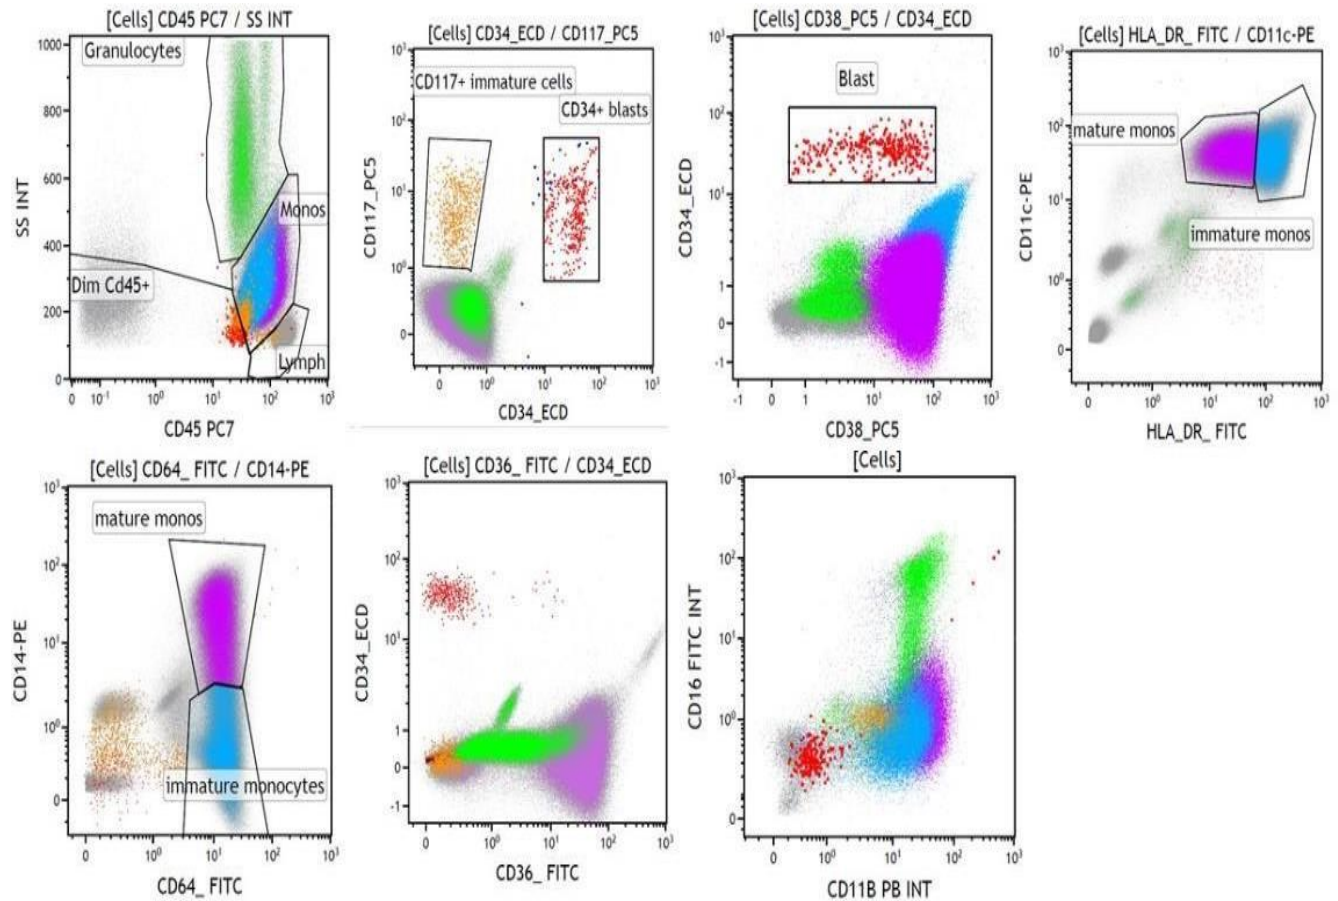 [Cells] CD45 PC7 / SS INT
Granulocytes
Monos
Dim Cd45+
Lymph
SS INT
1000
800
600
400
200
0
0 10-1 100 101 102 103
CD45 PC7
[Cells] CD34_ECD / CD117_PC5
CD117+ immature cells
CD34+ blasts
CD117_PC5
103
102
101
100
0
0 100 101 102 103
CD34_ECD
[Cells] CD38_PC5 / CD34_ECD
Blast
CD34_ECD
103
102
101
1
0
-1
-1 0 1 101 102 103
CD38_PC5
[Cells] HLA_DR_ FITC / CD11c-PE
mature monos
immature monos
CD11c-PE
103
102
101
100
0
0 100 101 102 103
HLA_DR_ FITC
[Cells] CD64_ FITC / CD14-PE
mature monos
immature monocytes
CD14-PE
103
102
101
100
0
0 100 101 102 103
CD64_ FITC
[Cells] CD36_ FITC / CD34_ECD
CD34_ECD
103
102
101
1
0
-1
0 100 101 102 103
CD36_ FITC
[Cells]
CD16 FITC INT
103
102
101
100
0
0 101 102 103
CD11B PB INT